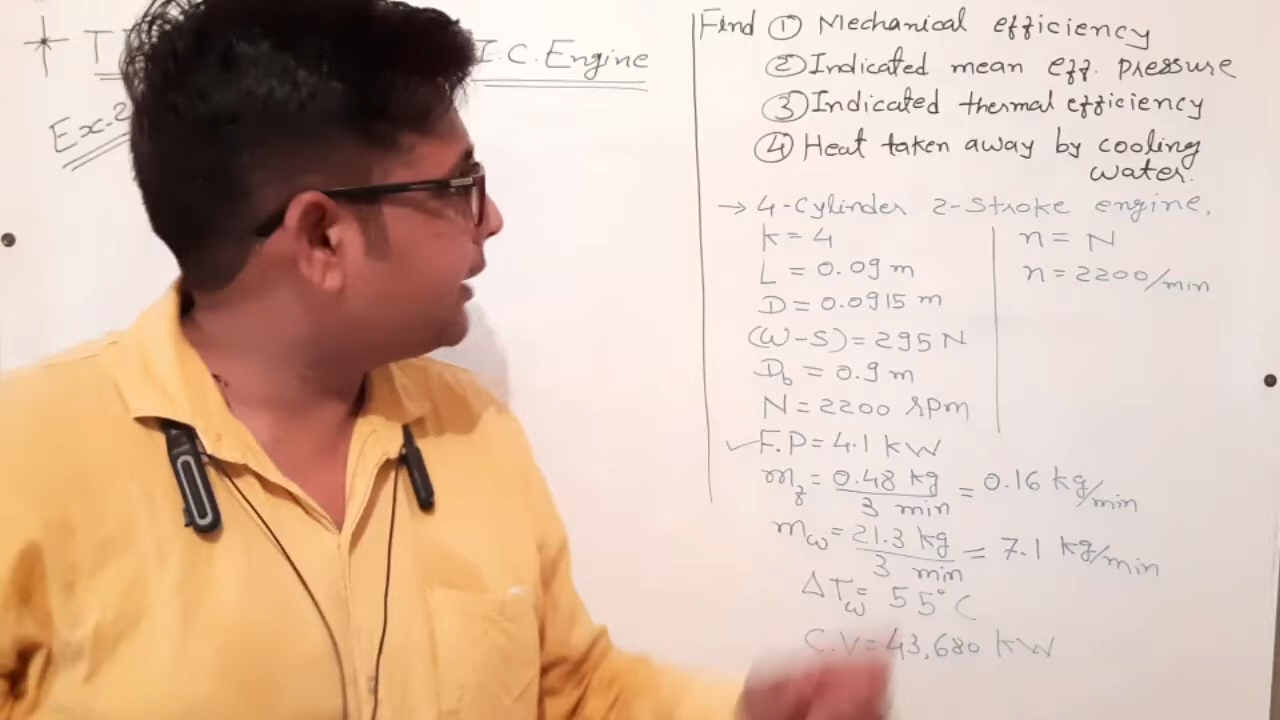 I.C. Engine
Ex-2
Find ① Mechanical efficiency
② Indicated mean eff. pressure
③ Indicated thermal efficiency
④ Heat taken away by cooling
water.
→ 4-Cylinder 2-Stroke engine.
k = 4
L = 0.09 m
D = 0.0915 m
(W-S) = 295 N
D_b = 0.9 m
N = 2200 rpm
n = N
n = 2200/min
✓ F.P = 4.1 kW
m_f = 0.48 kg / 3 min = 0.16 kg/min
m_w = 21.3 kg / 3 min = 7.1 kg/min
ΔT_w = 55°C
C.V = 43,680 kW